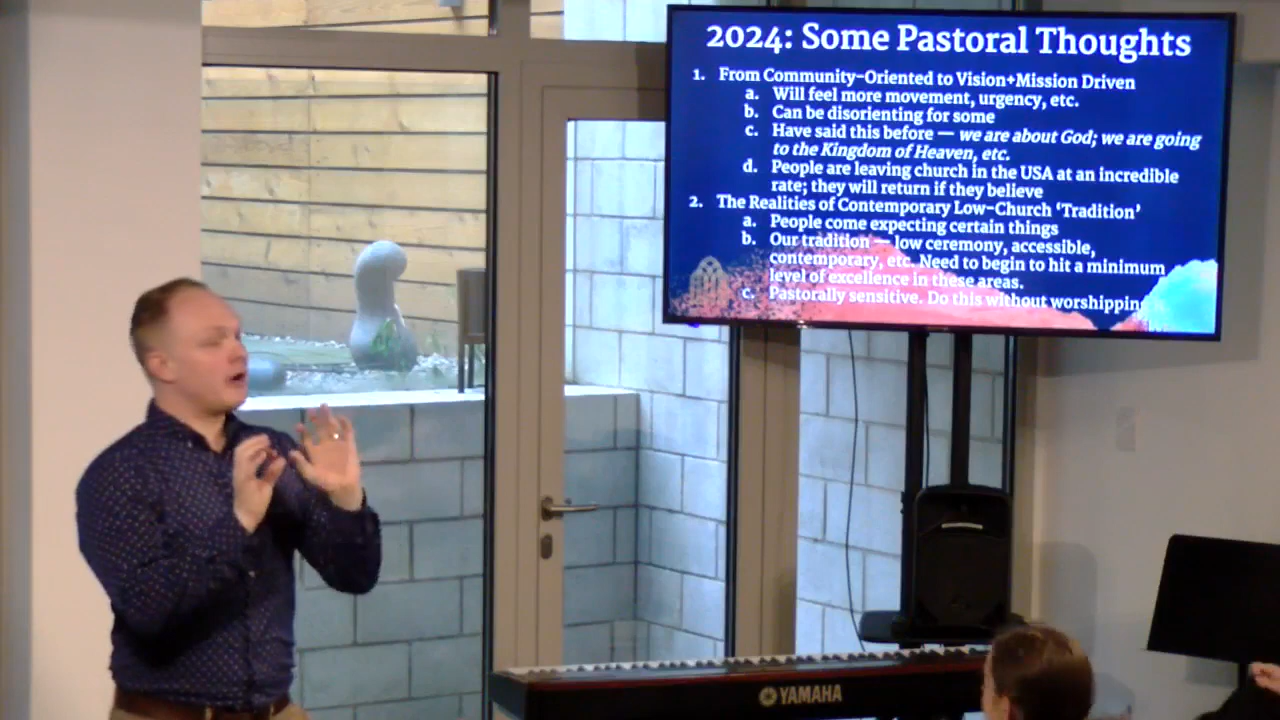 2024: Some Pastoral Thoughts
1. From Community-Oriented to Vision+Mission Driven
a. Will feel more movement, urgency, etc.
b. Can be disorienting for some
c. Have said this before — we are about God; we are going
to the Kingdom of Heaven, etc.
d. People are leaving church in the USA at an incredible
rate; they will return if they believe
2. The Realities of Contemporary Low-Church ‘Tradition’
a. People come expecting certain things
b. Our tradition — low ceremony, accessible,
contemporary, etc. Need to begin to hit a minimum
level of excellence in these areas.
c. Pastorally sensitive. Do this without worshipping
YAMAHA